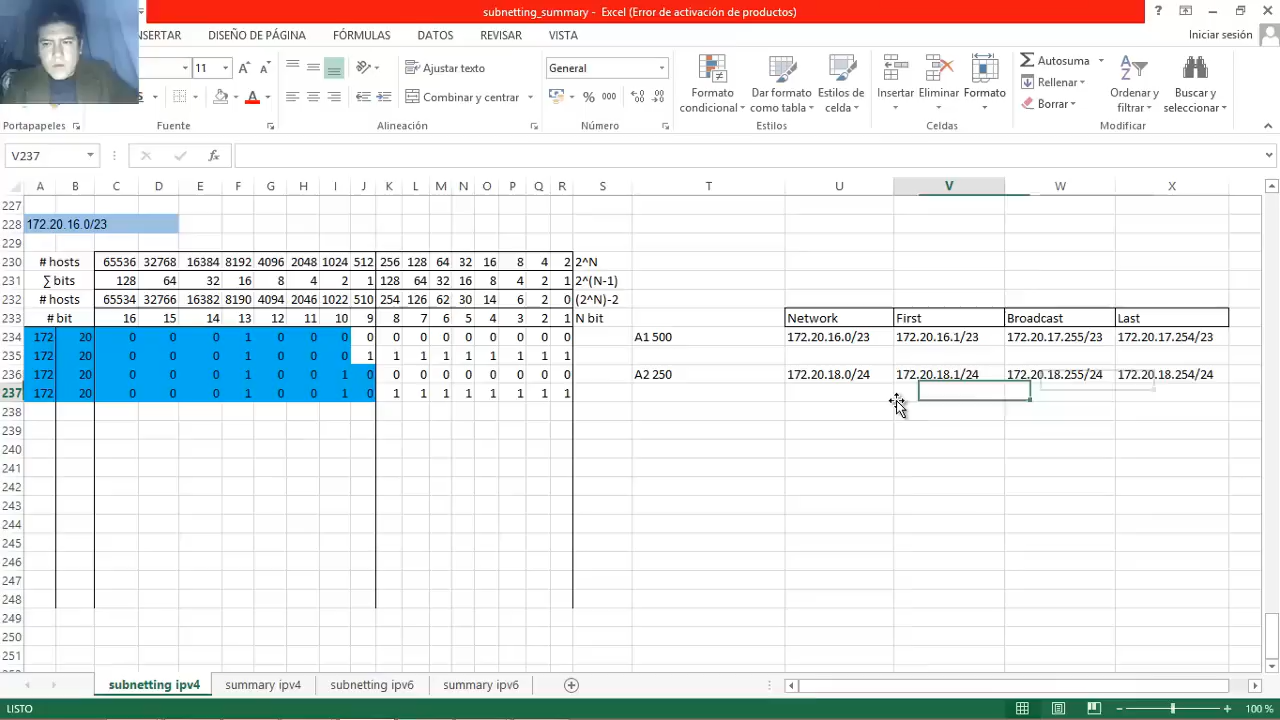 subnetting_summary - Excel (Error de activación de productos)
?
NSERTAR DISEÑO DE PÁGINA FÓRMULAS DATOS REVISAR VISTA Iniciar sesión
11 A A Ajustar texto General Autosuma
Rellenar
Borrar
Combinar y centrar % 000
Formato condicional Dar formato como tabla Estilos de celda Insertar Eliminar Formato Ordenar y filtrar Buscar y seleccionar
Portapapeles Fuente Alineación Número Estilos Celdas Modificar
V237 fx
A B C D E F G H I J K L M N O P Q R S T U V W X
227
228 172.20.16.0/23
229
230 # hosts 65536 32768 16384 8192 4096 2048 1024 512 256 128 64 32 16 8 4 2 2^N
231 ∑ bits 128 64 32 16 8 4 2 1 128 64 32 16 8 4 2 1 2^(N-1)
232 # hosts 65534 32766 16382 8190 4094 2046 1022 510 254 126 62 30 14 6 2 0 (2^N)-2
233 # bit 16 15 14 13 12 11 10 9 8 7 6 5 4 3 2 1 N bit Network First Broadcast Last
234 172 20 0 0 0 1 0 0 0 0 0 0 0 0 0 0 0 0 A1 500 172.20.16.0/23 172.20.16.1/23 172.20.17.255/23 172.20.17.254/23
235 172 20 0 0 0 1 0 0 0 1 1 1 1 1 1 1 1 1
236 172 20 0 0 0 1 0 0 1 0 0 0 0 0 0 0 0 0 A2 250 172.20.18.0/24 172.20.18.1/24 172.20.18.255/24 172.20.18.254/24
237 172 20 0 0 0 1 0 0 1 0 1 1 1 1 1 1 1 1
238
239
240
241
242
243
244
245
246
247
248
249
250
251
subnetting ipv4 summary ipv4 subnetting ipv6 summary ipv6
LISTO 100 %